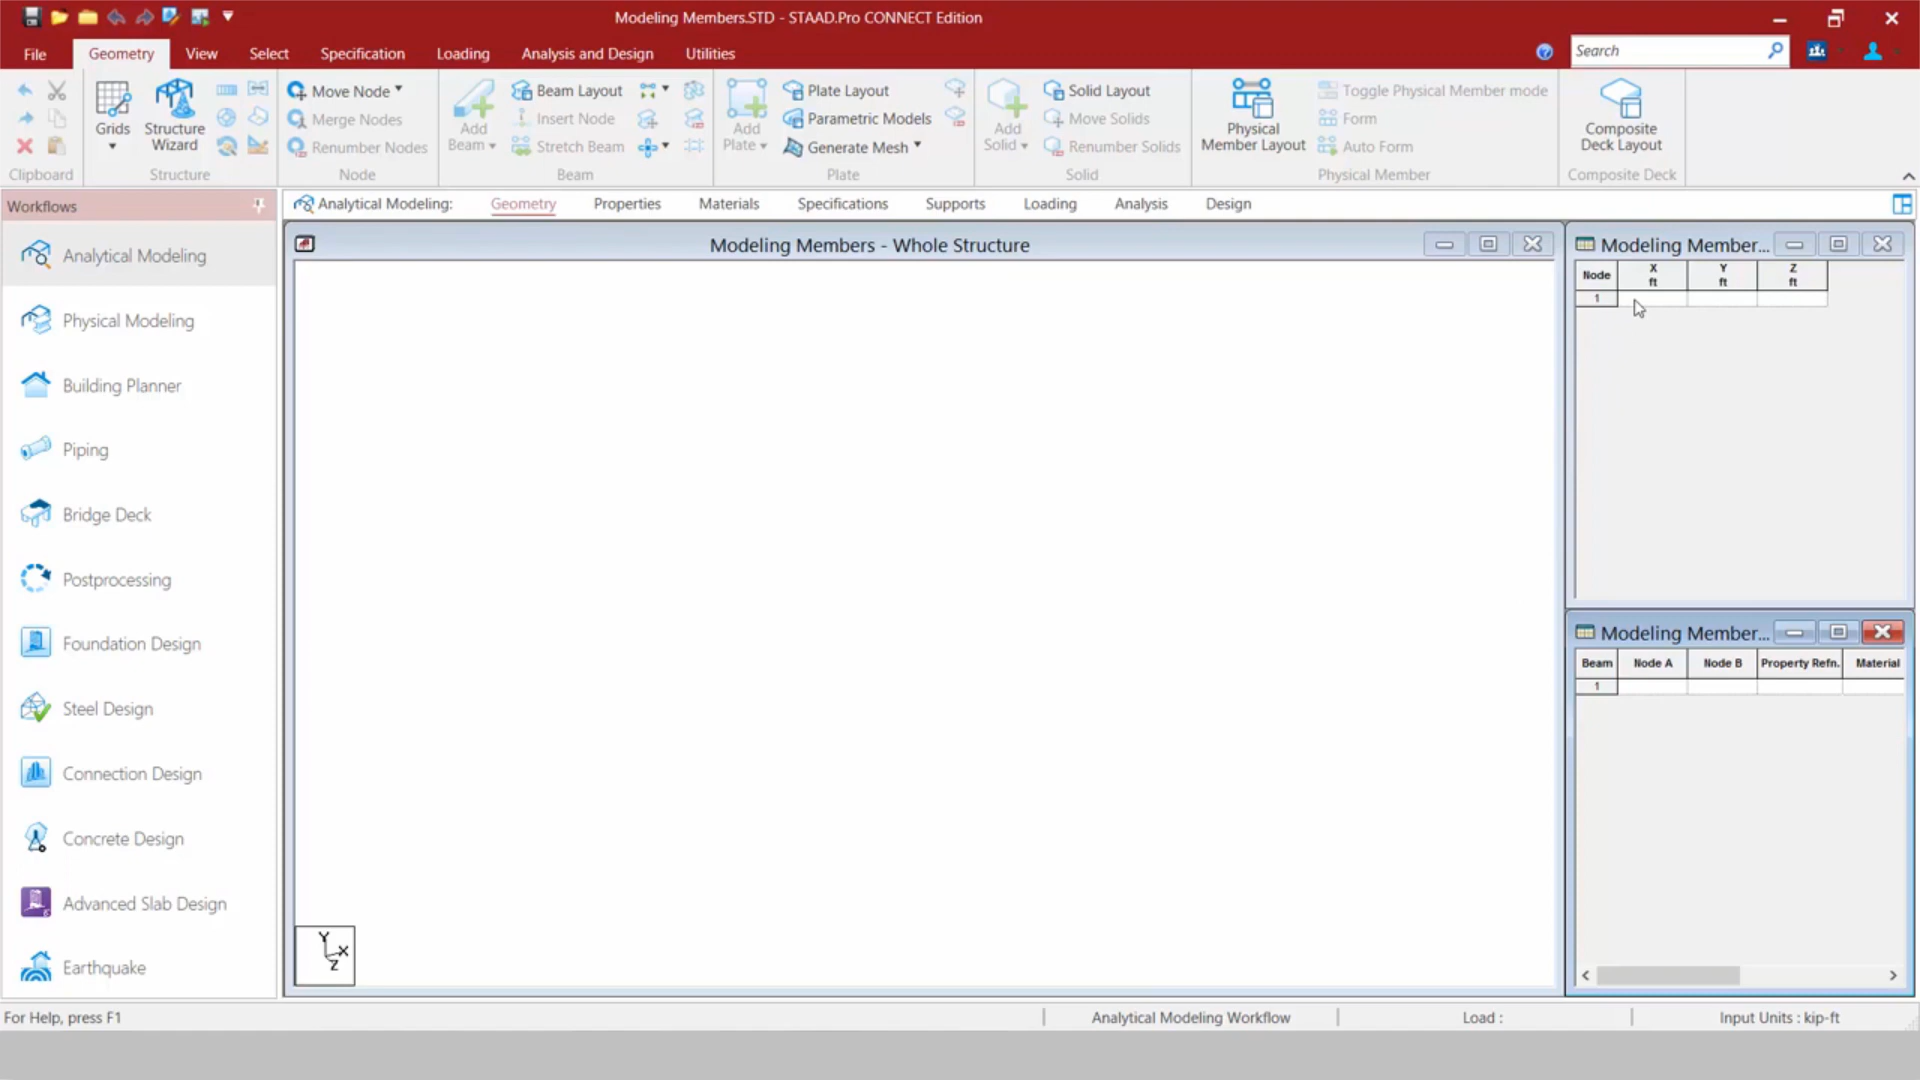 Modeling Members.STD - STAAD.Pro CONNECT Edition
File Geometry View Select Specification Loading Analysis and Design Utilities
Search
Grids
Structure Wizard
Structure
Clipboard
Move Node
Merge Nodes
Renumber Nodes
Node
Add Beam
Beam Layout
Insert Node
Stretch Beam
Beam
Add Plate
Plate Layout
Parametric Models
Generate Mesh
Plate
Add Solid
Solid Layout
Move Solids
Renumber Solids
Solid
Physical Member Layout
Toggle Physical Member mode
Form
Auto Form
Physical Member
Composite Deck Layout
Composite Deck
Workflows
Analytical Modeling
Physical Modeling
Building Planner
Piping
Bridge Deck
Postprocessing
Foundation Design
Steel Design
Connection Design
Concrete Design
Advanced Slab Design
Earthquake
Analytical Modeling: Geometry Properties Materials Specifications Supports Loading Analysis Design
Modeling Members - Whole Structure
Y
X
Z
Modeling Member...
Node X ft Y ft Z ft
1
Modeling Member...
Beam Node A Node B Property Refn. Material
1
For Help, press F1
Analytical Modeling Workflow
Load :
Input Units : kip-ft